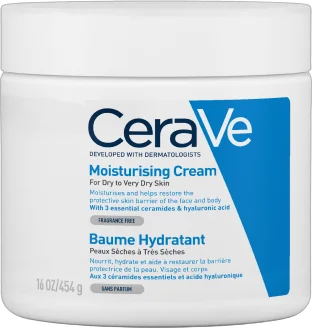 CeraVe
DEVELOPED WITH DERMATOLOGISTS
Moisturising Cream
For Dry to Very Dry Skin
Moisturises and helps restore the
protective skin barrier of the face and body
With 3 essential ceramides & hyaluronic acid
FRAGRANCE FREE
Baume Hydratant
Peaux Sèches à Très Sèches
Nourrit, hydrate et aide à restaurer la barrière
protectrice de la peau. Visage et corps
Aux 3 céramides essentiels et acide hyaluronique
16 OZ/454 g
SANS PARFUM